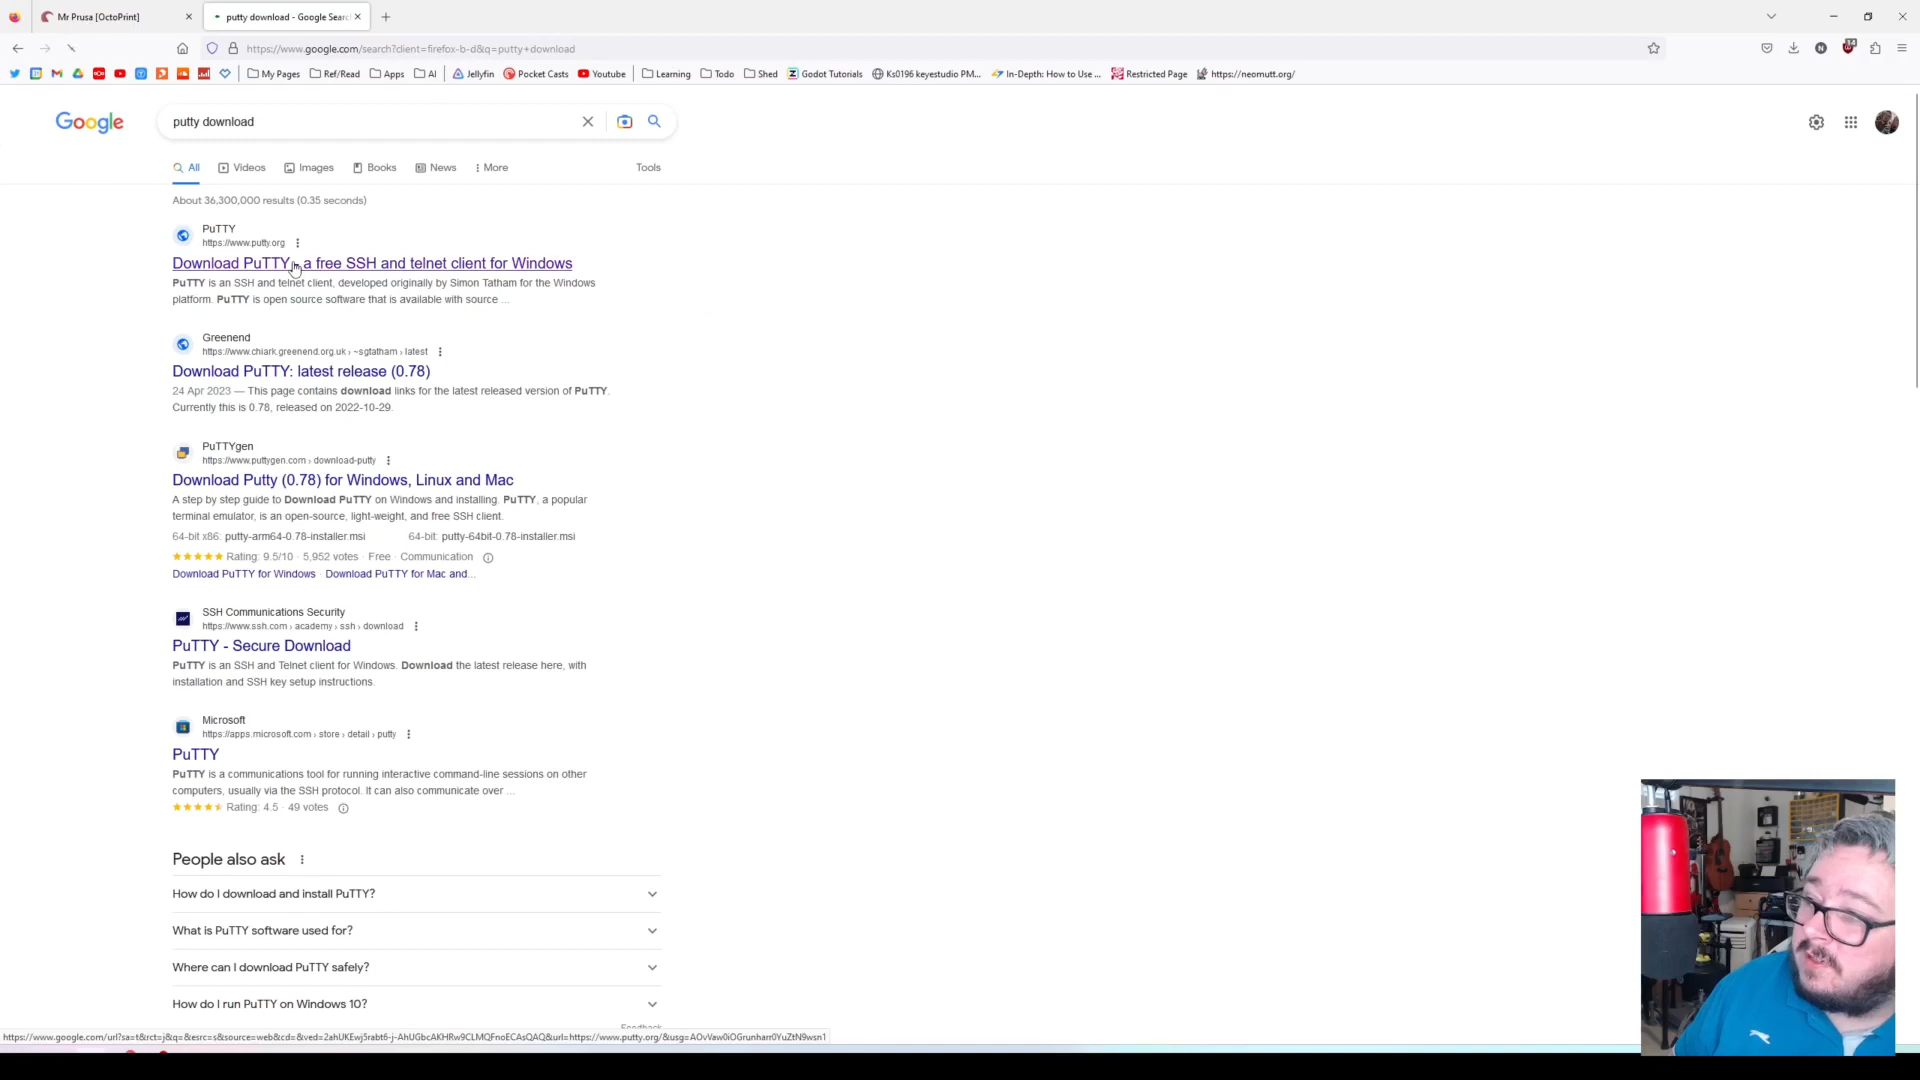 Mr Prusa [OctoPrint]
putty download - Google Searc
https://www.google.com/search?client=firefox-b-d&q=putty+download
14
My Pages
Ref/Read
Apps
AI
Jellyfin
Pocket Casts
Youtube
Learning
Todo
Shed
Godot Tutorials
Ks0196 keyestudio PM...
In-Depth: How to Use ...
Restricted Page
https://neomutt.org/
Google
putty download
All
Videos
Images
Books
News
More
Tools
About 36,300,000 results (0.35 seconds)
PuTTY
https://www.putty.org
Download PuTTY - a free SSH and telnet client for Windows
PuTTY is an SSH and telnet client, developed originally by Simon Tatham for the Windows
platform. PuTTY is open source software that is available with source ...
Greenend
https://www.chiark.greenend.org.uk › ~sgtatham › latest
Download PuTTY: latest release (0.78)
24 Apr 2023 — This page contains download links for the latest released version of PuTTY.
Currently this is 0.78, released on 2022-10-29.
PuTTYgen
https://www.puttygen.com › download-putty
Download Putty (0.78) for Windows, Linux and Mac
A step by step guide to Download PuTTY on Windows and installing. PuTTY, a popular
terminal emulator, is an open-source, light-weight, and free SSH client.
64-bit x86: putty-arm64-0.78-installer.msi 64-bit: putty-64bit-0.78-installer.msi
Rating: 9.5/10 · 5,952 votes · Free · Communication
Download PuTTY for Windows · Download PuTTY for Mac and...
SSH Communications Security
https://www.ssh.com › academy › ssh › download
PuTTY - Secure Download
PuTTY is an SSH and Telnet client for Windows. Download the latest release here, with
installation and SSH key setup instructions.
Microsoft
https://apps.microsoft.com › store › detail › putty
PuTTY
PuTTY is a communications tool for running interactive command-line sessions on other
computers, usually via the SSH protocol. It can also communicate over ...
Rating: 4.5 · 49 votes
People also ask
How do I download and install PuTTY?
What is PuTTY software used for?
Where can I download PuTTY safely?
How do I run PuTTY on Windows 10?
Feedback